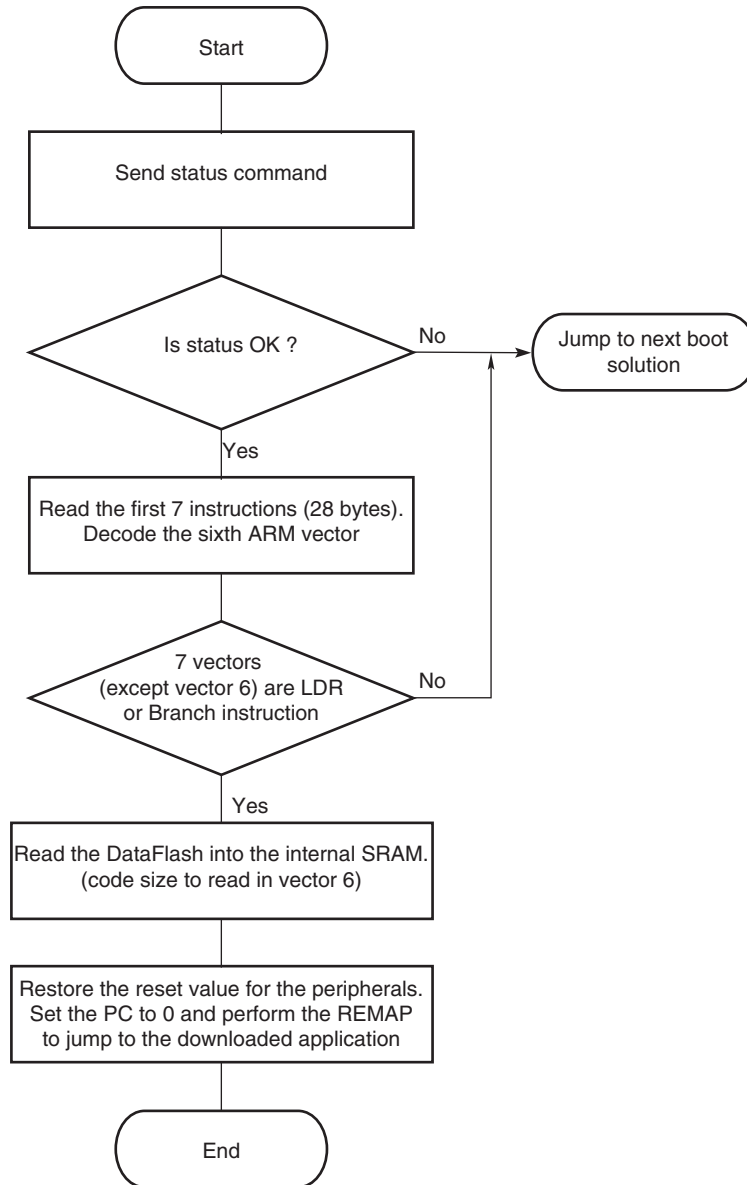 Start
Send status command
Is status OK ?
No
Jump to next boot
solution
Yes
Read the first 7 instructions (28 bytes).
Decode the sixth ARM vector
7 vectors
(except vector 6) are LDR
or Branch instruction
No
Yes
Read the DataFlash into the internal SRAM.
(code size to read in vector 6)
Restore the reset value for the peripherals.
Set the PC to 0 and perform the REMAP
to jump to the downloaded application
End